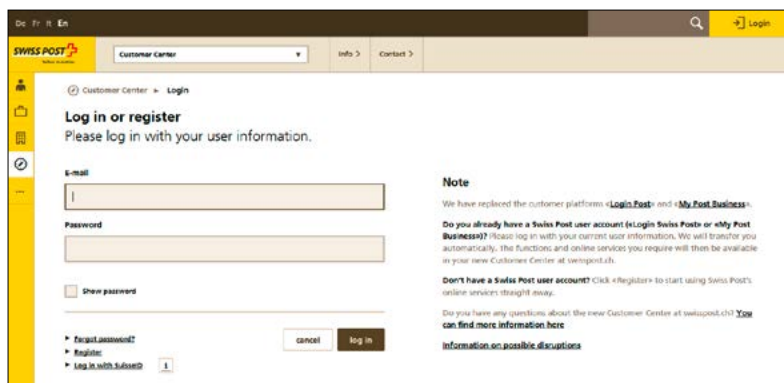 De Fr It En
Login
SWISS POST
Customer Center
Info
Contact
Customer Center ▸ Login
Log in or register
Please log in with your user information.
E-mail
Password
Show password
Forgot password?
Register
Log in with SuisseID
i
cancel
log in
Note
We have replaced the customer platforms «Login Post» and «My Post Business».
Do you already have a Swiss Post user account («Login Swiss Post» or «My Post
Business»)? Please log in with your current user information. We will transfer you
automatically. The functions and online services you require will then be available
in your new Customer Center at swisspost.ch.
Don't have a Swiss Post user account? Click «Register» to start using Swiss Post's
online services straight away.
Do you have any questions about the new Customer Center at swisspost.ch? You
can find more information here
Information on possible disruptions